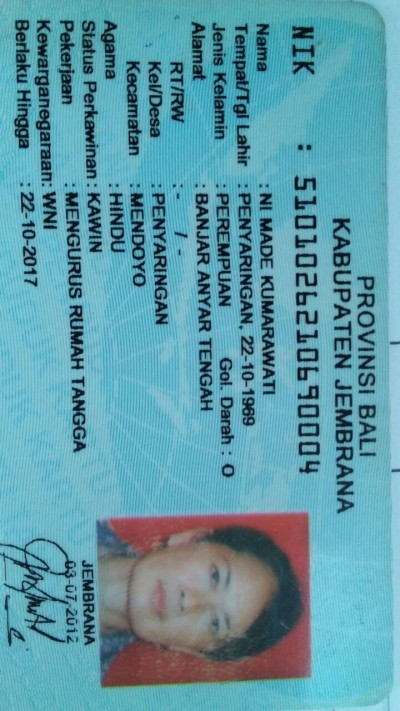 PROVINSI BALI
KABUPATEN JEMBRANA
NIK : 5101026210690004
Nama : NI MADE KUMARAWATI
Tempat/Tgl Lahir : PENYARINGAN, 22-10-1969
Jenis Kelamin : PEREMPUAN Gol. Darah : O
Alamat : BANJAR ANYAR TENGAH
RT/RW : - / -
Kel/Desa : PENYARINGAN
Kecamatan : MENDOYO
Agama : HINDU
Status Perkawinan : KAWIN
Pekerjaan : MENGURUS RUMAH TANGGA
Kewarganegaraan: WNI
Berlaku Hingga : 22-10-2017
JEMBRANA
03-07-2012